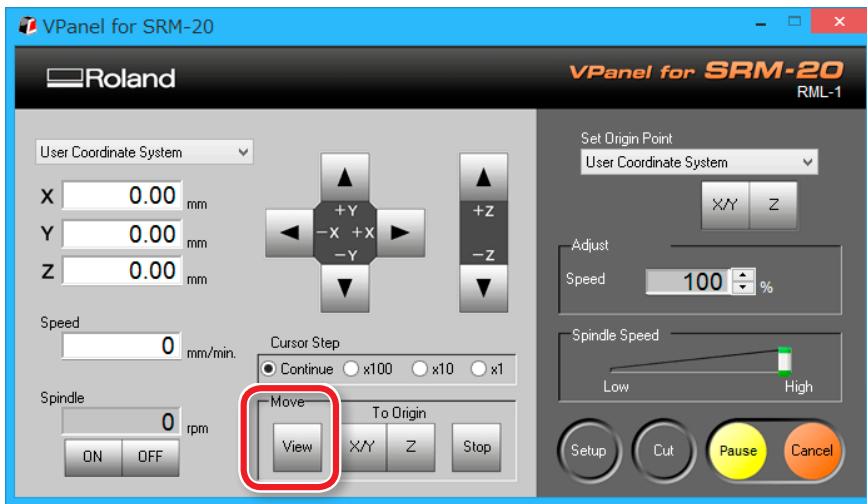 VPanel for SRM-20
Roland
VPanel for SRM-20
RML-1
User Coordinate System
X 0.00 mm
Y 0.00 mm
Z 0.00 mm
Speed
0 mm/min.
Spindle
0 rpm
ON OFF
+Y
-X +X
-Y
+Z
-Z
Cursor Step
Continue x100 x10 x1
Move
To Origin
View X/Y Z Stop
Set Origin Point
User Coordinate System
X/Y Z
Adjust
Speed 100 %
Spindle Speed
Low High
Setup Cut Pause Cancel